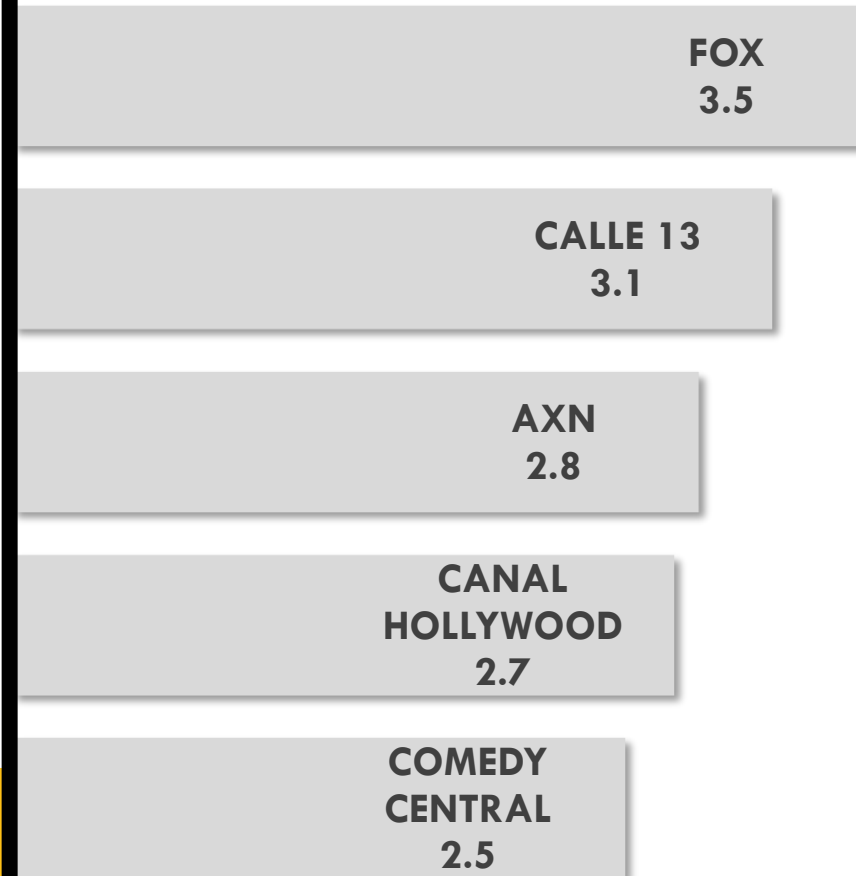 FOX
3.5
CALLE 13
3.1
AXN
2.8
CANAL
HOLLYWOOD
2.7
COMEDY
CENTRAL
2.5